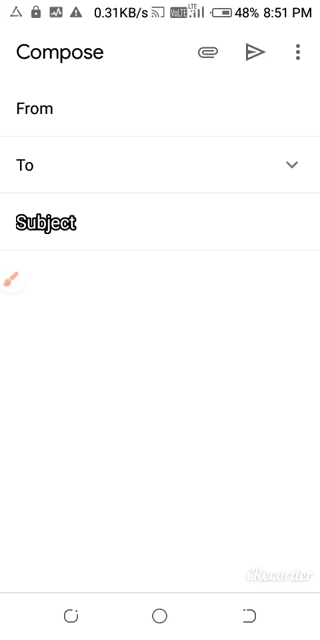 0.31KB/s VoLTE LTE 48% 8:51 PM
Compose
From
To
Subject
iRecorder